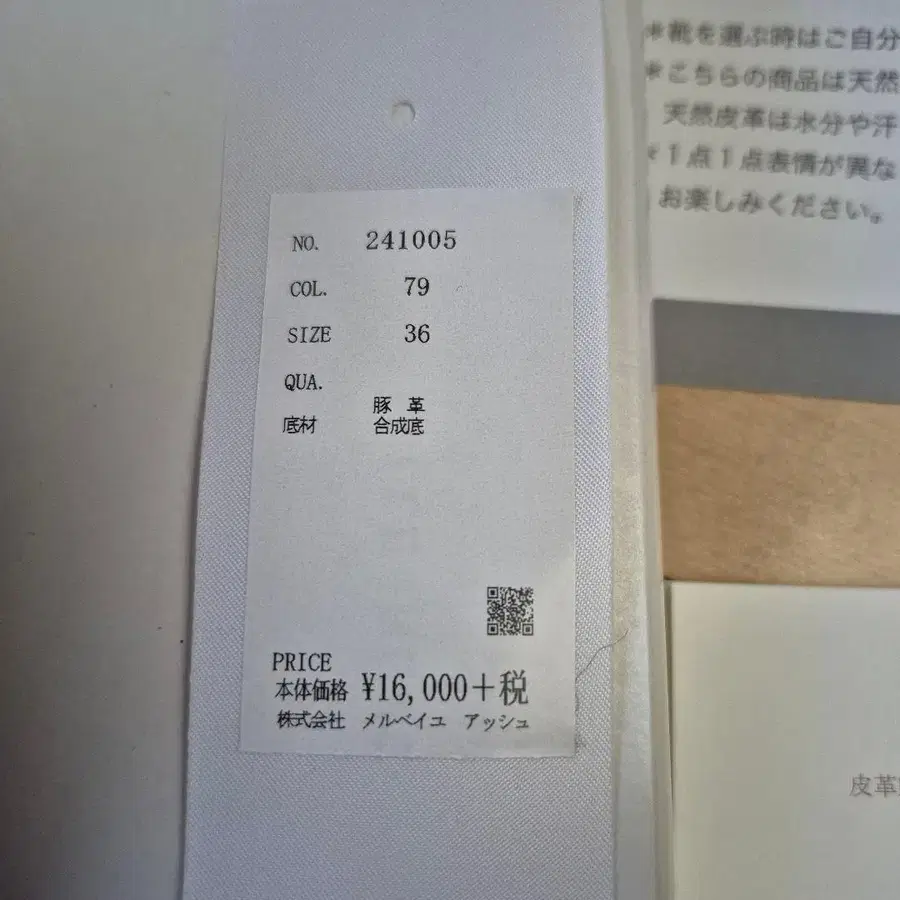 NO. 241005
COL. 79
SIZE 36
QUA.
豚 革
底材 合成底
PRICE
本体価格 ¥16,000+税
株式会社 メルベイユ アッシュ
*靴を選ぶ時はご自分
*こちらの商品は天然
天然皮革は水分や汗
*1点1点表情が異な
お楽しみください。
皮革